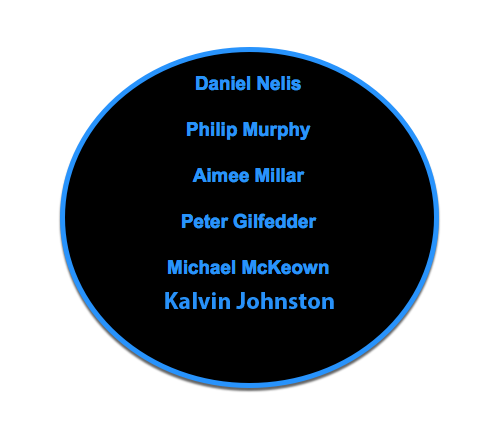 Daniel Nelis
Philip Murphy
Aimee Millar
Peter Gilfedder
Michael McKeown
Kalvin Johnston